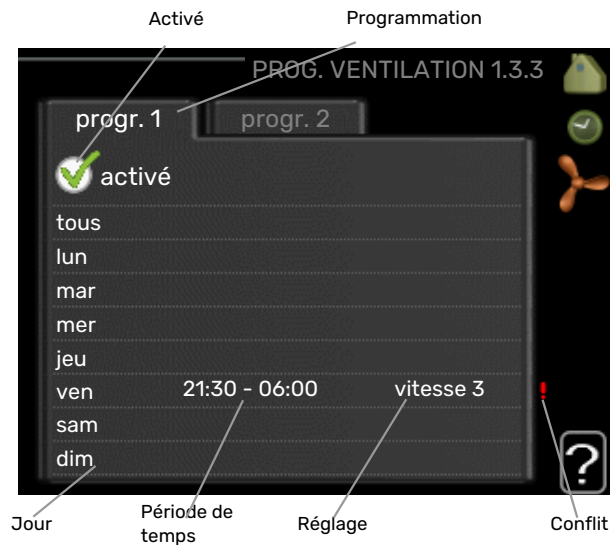 Activé
Programmation
PROG. VENTILATION 1.3.3
progr. 1
progr. 2
activé
tous
lun
mar
mer
jeu
ven 21:30 - 06:00 vitesse 3 !
sam
dim
?
Jour
Période de
temps
Réglage
Conflit